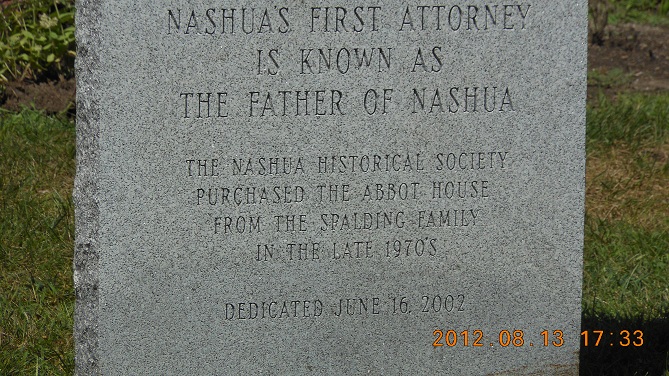 NASHUA'S FIRST ATTORNEY
IS KNOWN AS
THE FATHER OF NASHUA
THE NASHUA HISTORICAL SOCIETY
PURCHASED THE ABBOT HOUSE
FROM THE SPALDING FAMILY
IN THE LATE 1970'S
DEDICATED JUNE 16, 2002
2012.08.13 17:33